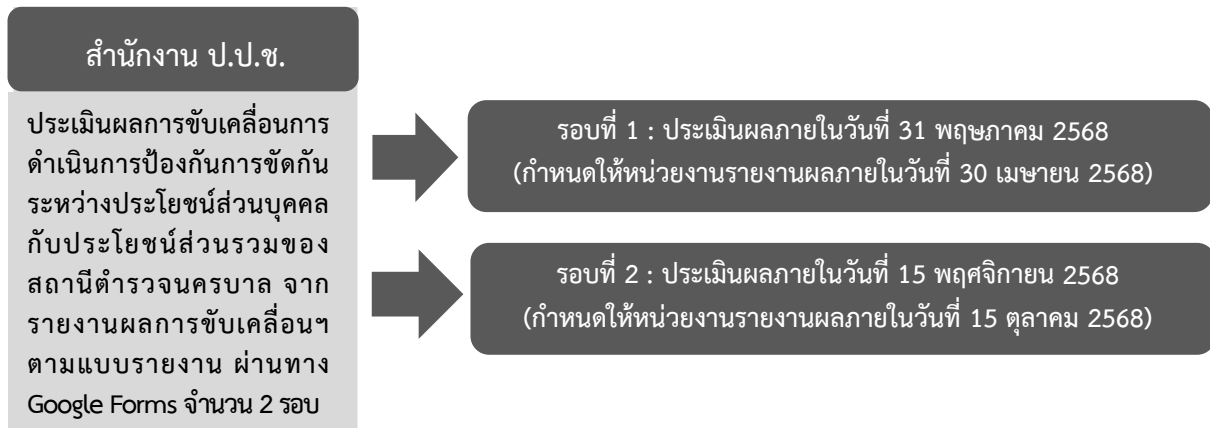 สำนักงาน ป.ป.ช.
ประเมินผลการขับเคลื่อนการ
ดำเนินการป้องกันการขัดกัน
ระหว่างประโยชน์ส่วนบุคคล
กับประโยชน์ส่วนรวมของ
สถานีตำรวจนครบาล จาก
รายงานผลการขับเคลื่อนฯ
ตามแบบรายงาน ผ่านทาง
Google Forms จำนวน 2 รอบ
รอบที่ 1 : ประเมินผลภายในวันที่ 31 พฤษภาคม 2568
(กำหนดให้หน่วยงานรายงานผลภายในวันที่ 30 เมษายน 2568)
รอบที่ 2 : ประเมินผลภายในวันที่ 15 พฤศจิกายน 2568
(กำหนดให้หน่วยงานรายงานผลภายในวันที่ 15 ตุลาคม 2568)